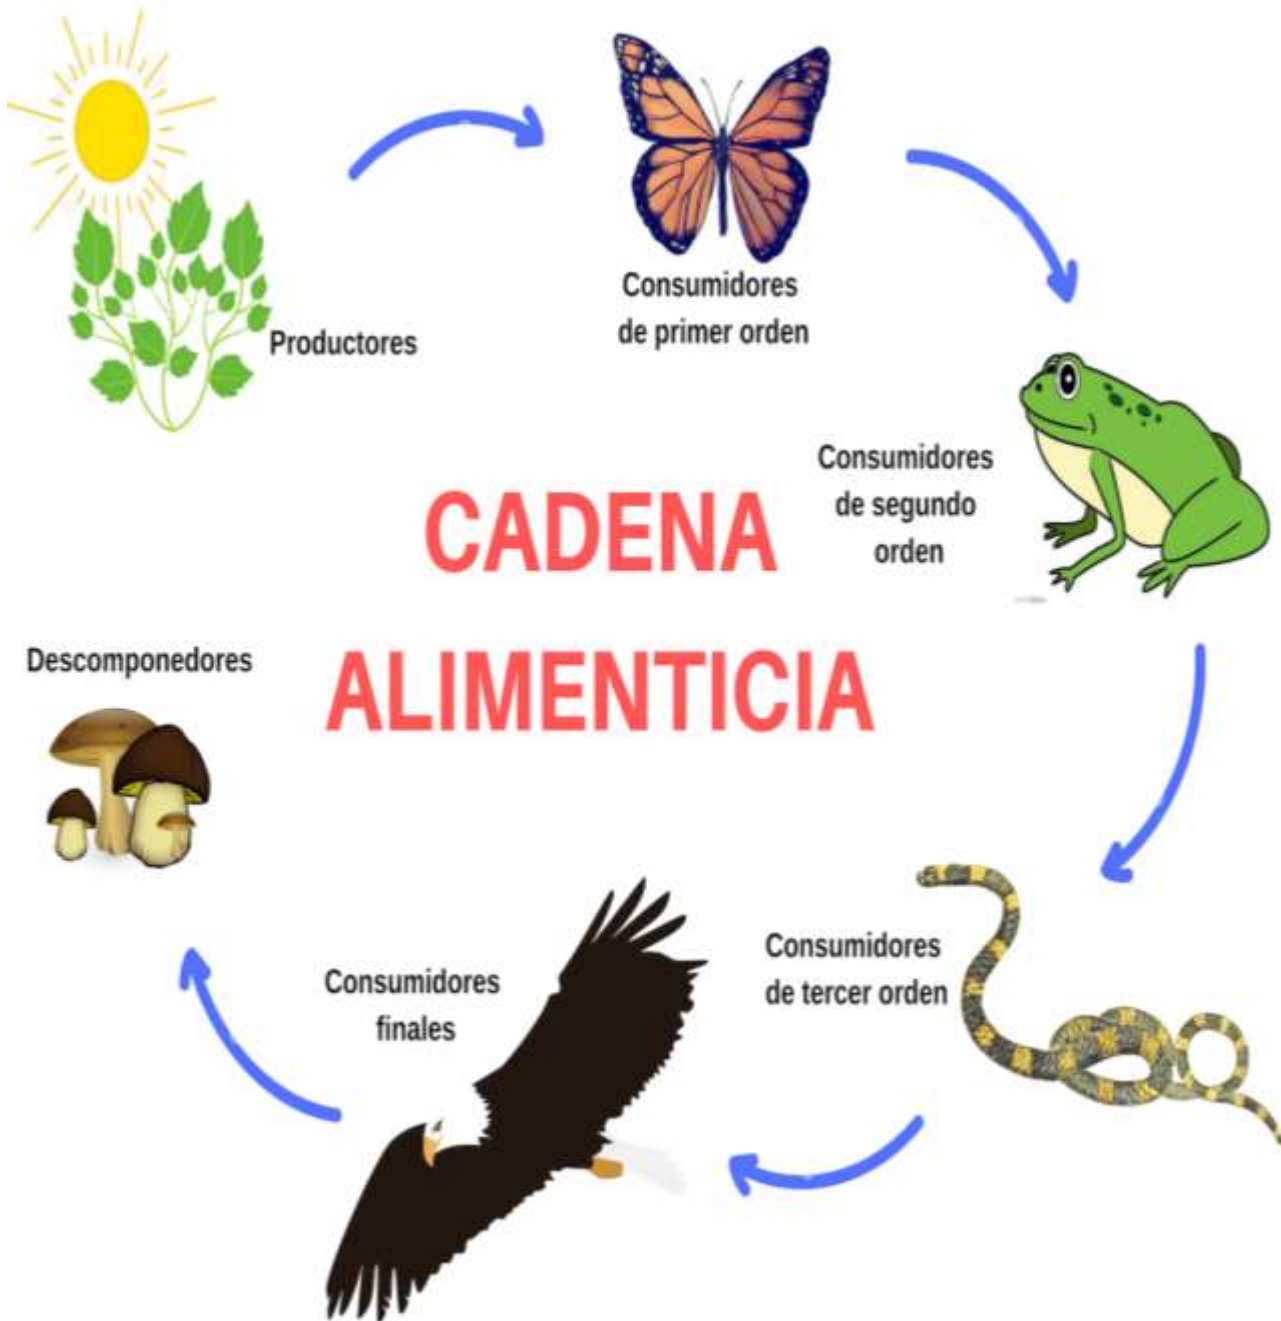 Productores
Consumidores
de primer orden
Consumidores
de segundo
orden
CADENA
ALIMENTICIA
Descomponedores
Consumidores
de tercer orden
Consumidores
finales